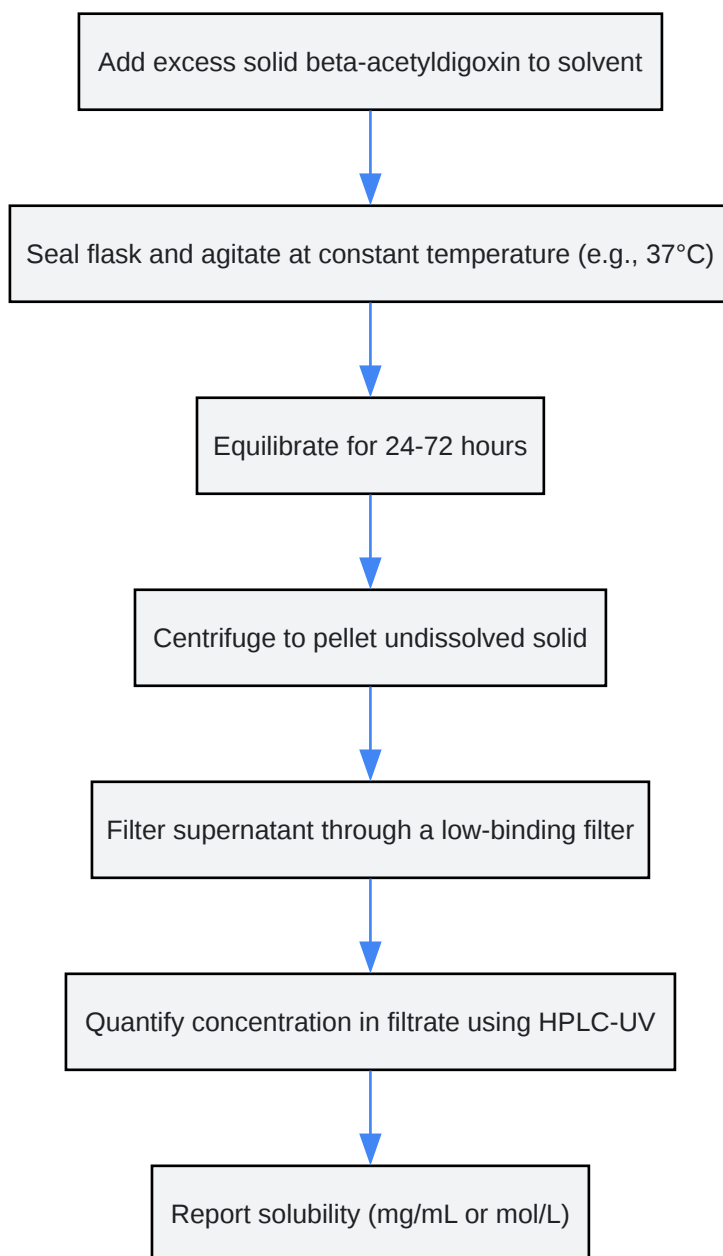 Add excess solid beta-acetyldigoxin to solvent
Seal flask and agitate at constant temperature (e.g., 37°C)
Equilibrate for 24-72 hours
Centrifuge to pellet undissolved solid
Filter supernatant through a low-binding filter
Quantify concentration in filtrate using HPLC-UV
Report solubility (mg/mL or mol/L)